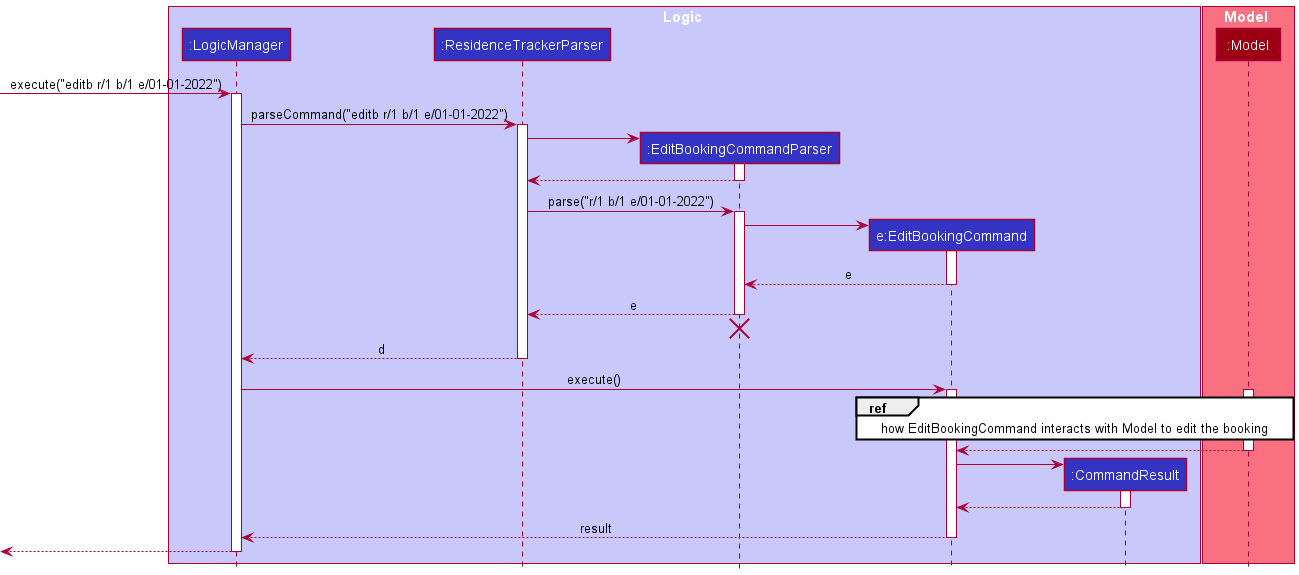 Logic
Model
:LogicManager
:ResidenceTrackerParser
:Model
execute("editb r/1 b/1 e/01-01-2022")
parseCommand("editb r/1 b/1 e/01-01-2022")
:EditBookingCommandParser
parse("r/1 b/1 e/01-01-2022")
e:EditBookingCommand
e
e
d
execute()
ref
how EditBookingCommand interacts with Model to edit the booking
:CommandResult
result